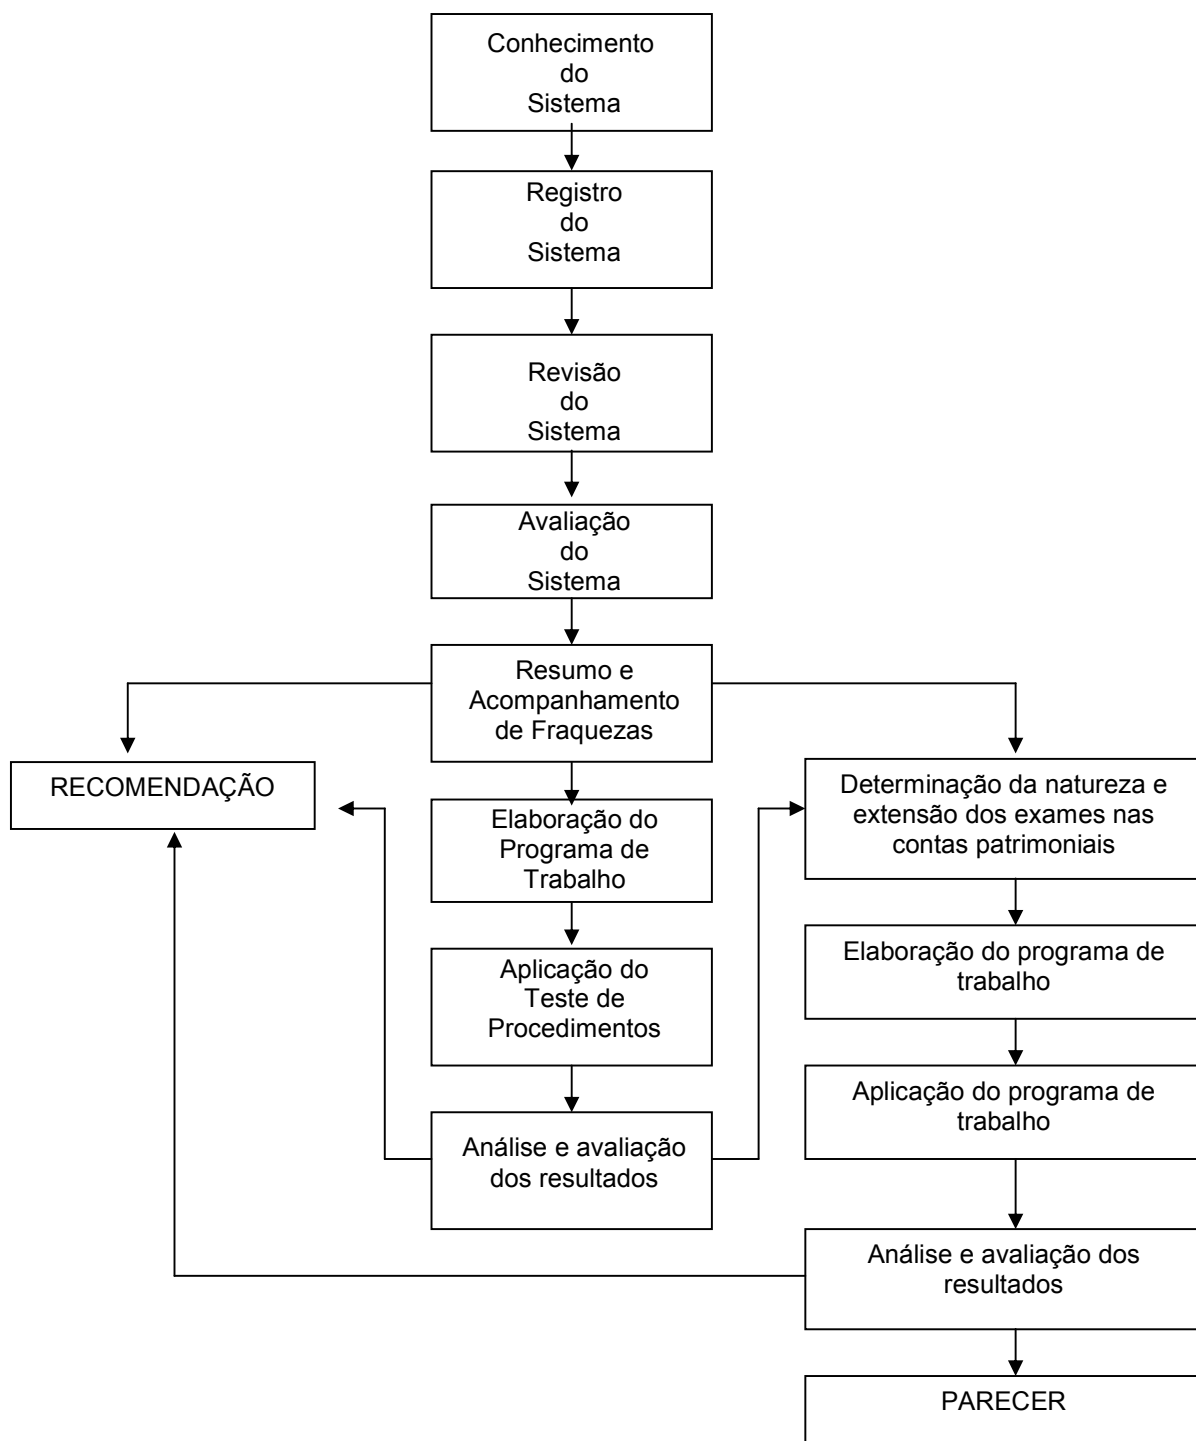 Conhecimento
do
Sistema
Registro
do
Sistema
Revisão
do
Sistema
Avaliação
do
Sistema
Resumo e
Acompanhamento
de Fraquezas
RECOMENDAÇÃO
Elaboração do
Programa de
Trabalho
Aplicação do
Teste de
Procedimentos
Análise e avaliação
dos resultados
Determinação da natureza e
extensão dos exames nas
contas patrimoniais
Elaboração do programa de
trabalho
Aplicação do programa de
trabalho
Análise e avaliação dos
resultados
PARECER